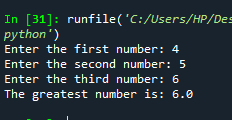 In [31]: runfile('C:/Users/HP/Des
python')
Enter the first number: 4
Enter the second number: 5
Enter the third number: 6
The greatest number is: 6.0